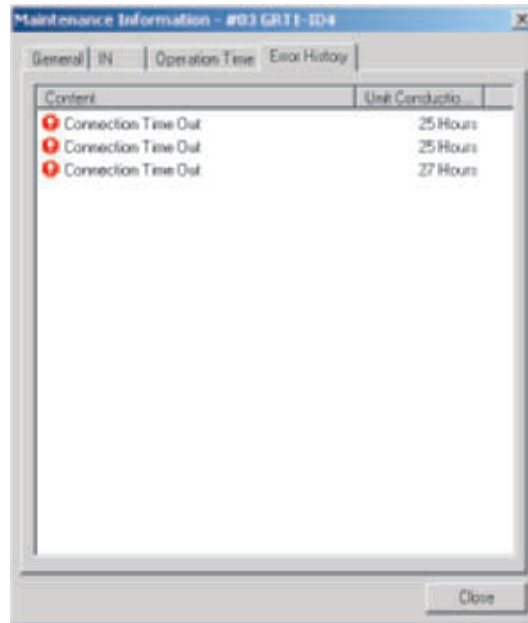 Maintenance Information - #03 GRT1-ID4
General IN Operation Time Error History
Content Unit Conductio...
Connection Time Out 25 Hours
Connection Time Out 25 Hours
Connection Time Out 27 Hours
Close